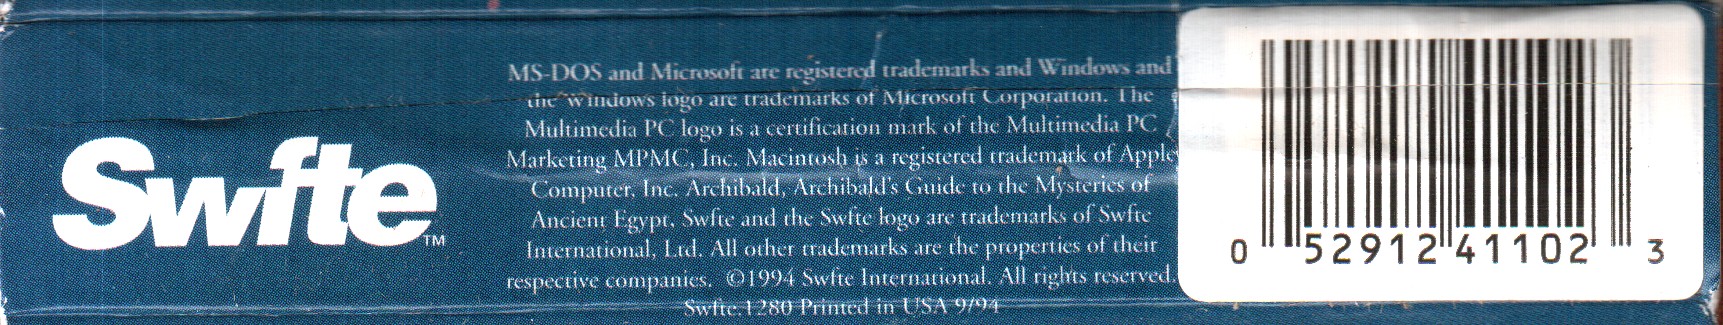 Swfte™
MS-DOS and Microsoft are registered trademarks and Windows and
the Windows logo are trademarks of Microsoft Corporation. The
Multimedia PC logo is a certification mark of the Multimedia PC
Marketing MPMC, Inc. Macintosh is a registered trademark of Apple
Computer, Inc. Archibald, Archibald's Guide to the Mysteries of
Ancient Egypt, Swfte and the Swfte logo are trademarks of Swfte
International, Ltd. All other trademarks are the properties of their
respective companies. ©1994 Swfte International. All rights reserved.
Swfte.1280 Printed in USA 9/94
0 52912 41102 3